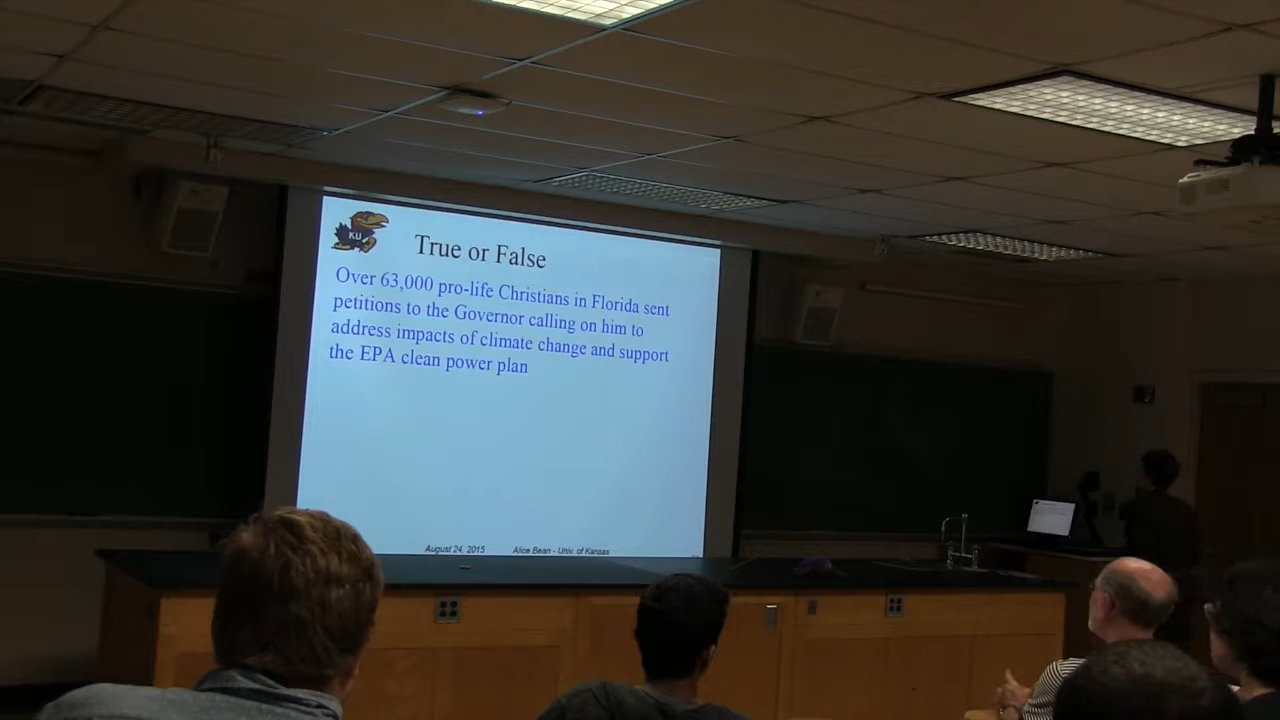 KU
True or False
Over 63,000 pro-life Christians in Florida sent
petitions to the Governor calling on him to
address impacts of climate change and support
the EPA clean power plan
August 24, 2015 Alice Bean - Univ. of Kansas